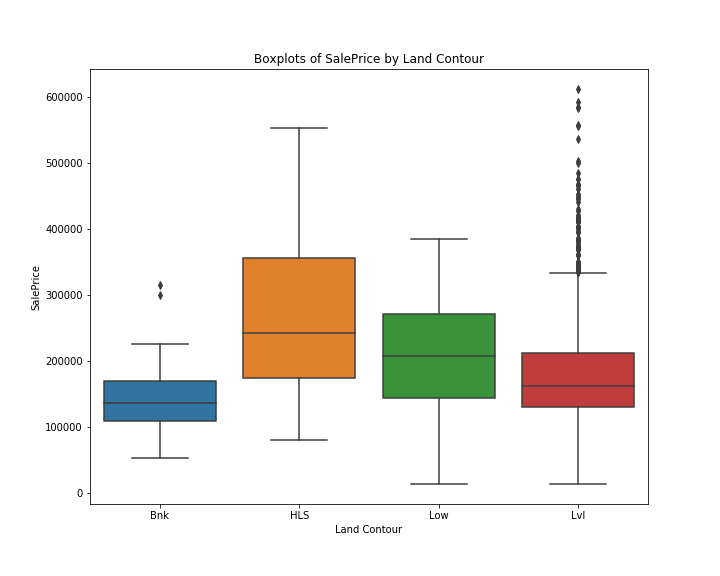 Boxplots of SalePrice by Land Contour
SalePrice
600000
500000
400000
300000
200000
100000
0
Bnk HLS Low Lvl
Land Contour